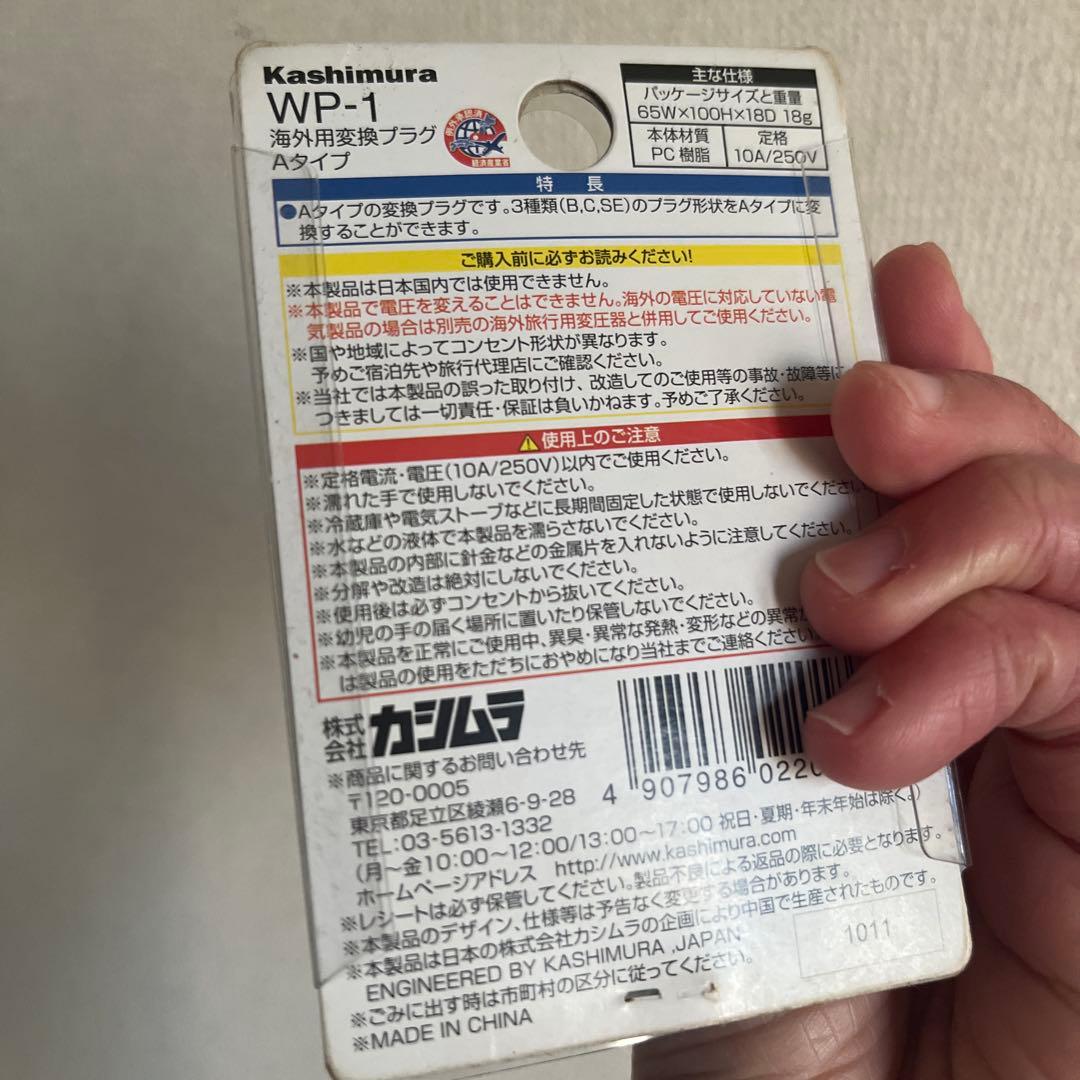 Kashimura
WP-1
海外用変換プラグ
Aタイプ
例外承認済
経済産業省
主な仕様
パッケージサイズと重量
65W×100H×18D 18g
本体材質 定格
PC 樹脂 10A/250V
特 長
●Aタイプの変換プラグです。3種類(B,C,SE)のプラグ形状をAタイプに変
換することができます。
ご購入前に必ずお読みください!
※本製品は日本国内では使用できません。
※本製品で電圧を変えることはできません。海外の電圧に対応していない電
気製品の場合は別売の海外旅行用変圧器と併用してご使用ください。
※国や地域によってコンセント形状が異なります。
予めご宿泊先や旅行代理店にご確認ください。
※当社では本製品の誤った取り付け、改造してのご使用等の事故・故障等に
つきましては一切責任・保証は負いかねます。予めご了承ください。
⚠使用上のご注意
※定格電流・電圧(10A/250V)以内でご使用ください。
※濡れた手で使用しないでください。
※冷蔵庫や電気ストーブなどに長期間固定した状態で使用しないでください
※水などの液体で本製品を濡らさないでください。
※本製品の内部に針金などの金属片を入れないように注意してください。
※分解や改造は絶対にしないでください。
※使用後は必ずコンセントから抜いてください。
※幼児の手の届く場所に置いたり保管しないでください。
※本製品を正常にご使用中、異臭・異常な発熱・変形などの異常が
は製品の使用をただちにおやめになり当社までご連絡ください。
株式会社 カシムラ
※商品に関するお問い合わせ先
〒120-0005
東京都足立区綾瀬6-9-28
TEL:03-5613-1332
(月〜金10:00〜12:00/13:00〜17:00 祝日・夏期・年末年始は除く。)
ホームページアドレス http://www.kashimura.com
4 907986 022
※レシートは必ず保管してください。製品不良による返品の際に必要となります。
※本製品のデザイン、仕様等は予告なく変更する場合があります。
※本製品は日本の株式会社カシムラの企画により中国で生産されたものです。
ENGINEERED BY KASHIMURA ,JAPAN
※ごみに出す時は市町村の区分に従ってください。
※MADE IN CHINA
1011